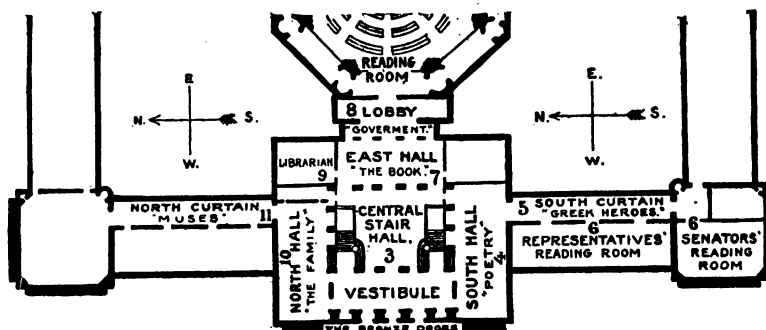 READING
ROOM
E
N. S.
W.
E.
N. S.
W.
8 LOBBY
"GOVERMENT."
LIBRARIAN
9
EAST HALL
"THE BOOK."
7
NORTH CURTAIN
"MUSES"
11
5
SOUTH CURTAIN
"GREEK HEROES."
6
REPRESENTATIVES'
READING ROOM
6
SENATORS'
READING
ROOM
CENTRAL
STAIR
HALL.
3
10
NORTH HALL
"THE FAMILY"
SOUTH HALL
"POETRY"
4
VESTIBULE
THE BRONZE DOORS